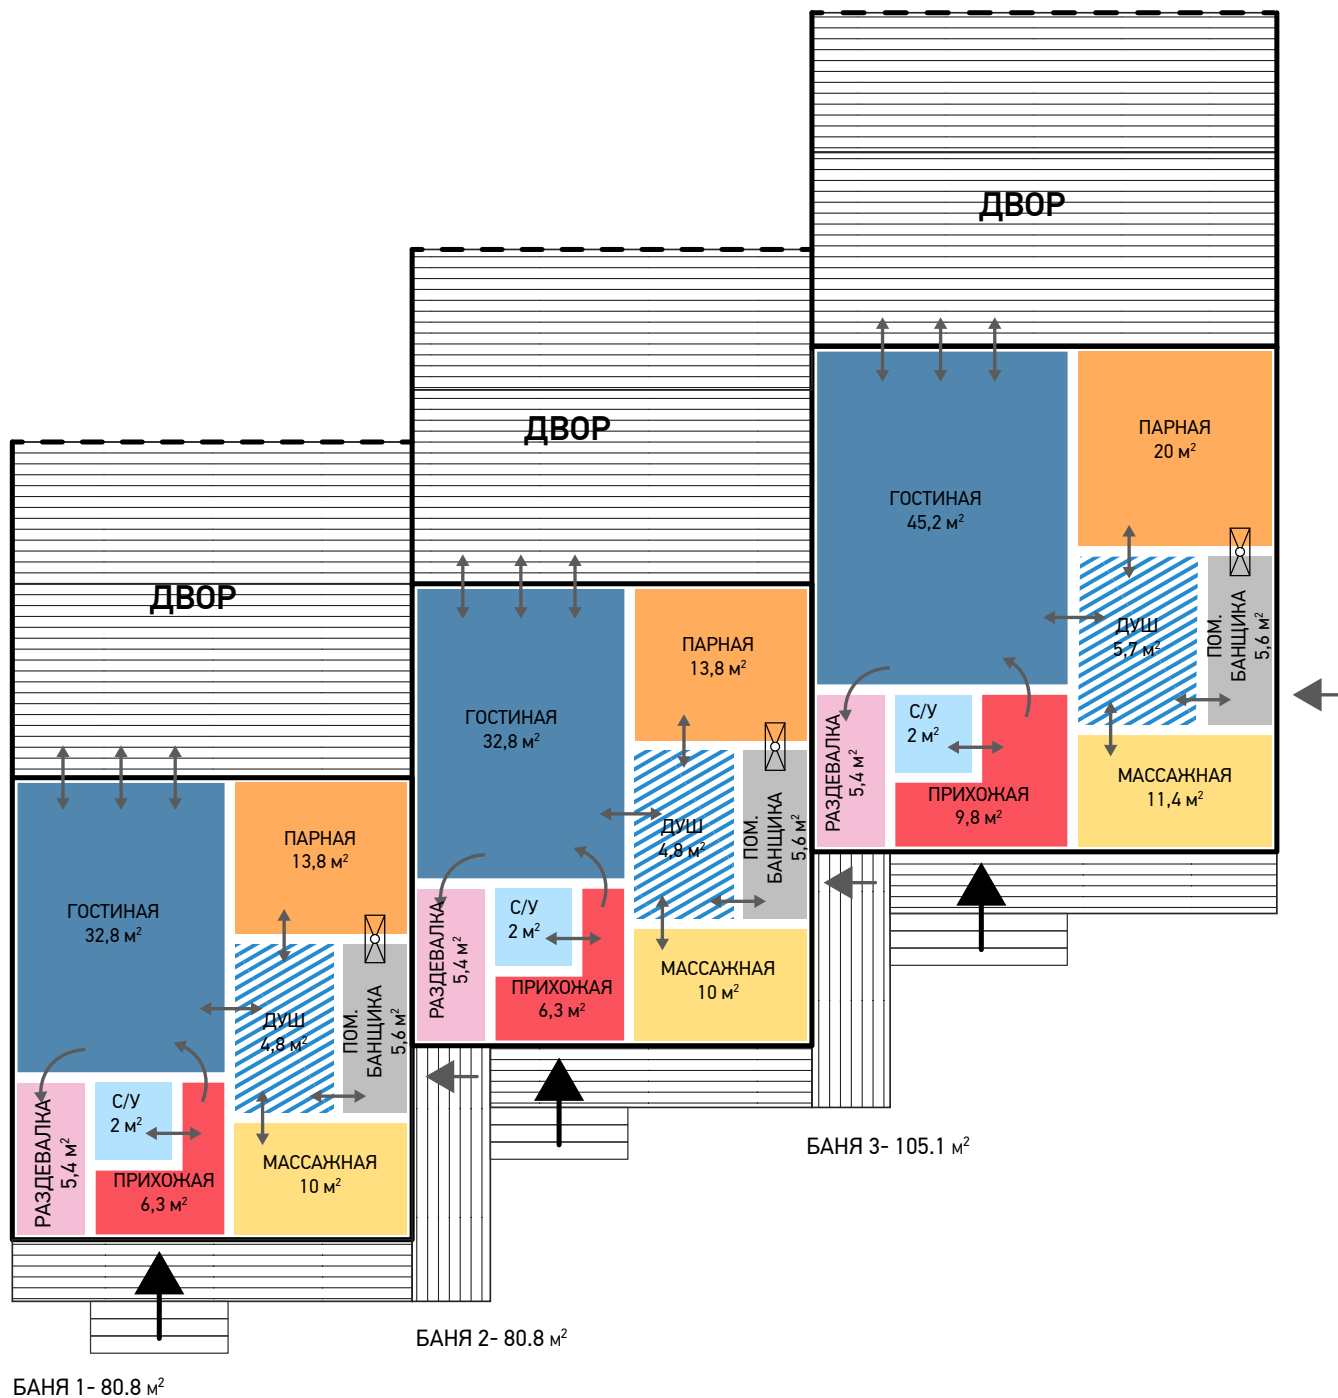 ДВОР
ГОСТИНАЯ
45,2 м²
ПАРНАЯ
20 м²
ДУШ
5,7 м²
ПОМ.
БАНЩИКА
5,6 м²
РАЗДЕВАЛКА
5,4 м²
С/У
2 м²
ПРИХОЖАЯ
9,8 м²
МАССАЖНАЯ
11,4 м²
БАНЯ 3- 105.1 м²
ДВОР
ГОСТИНАЯ
32,8 м²
ПАРНАЯ
13,8 м²
ДУШ
4,8 м²
ПОМ.
БАНЩИКА
5,6 м²
РАЗДЕВАЛКА
5,4 м²
С/У
2 м²
ПРИХОЖАЯ
6,3 м²
МАССАЖНАЯ
10 м²
БАНЯ 2- 80.8 м²
ДВОР
ГОСТИНАЯ
32,8 м²
ПАРНАЯ
13,8 м²
ДУШ
4,8 м²
ПОМ.
БАНЩИКА
5,6 м²
РАЗДЕВАЛКА
5,4 м²
С/У
2 м²
ПРИХОЖАЯ
6,3 м²
МАССАЖНАЯ
10 м²
БАНЯ 1- 80.8 м²